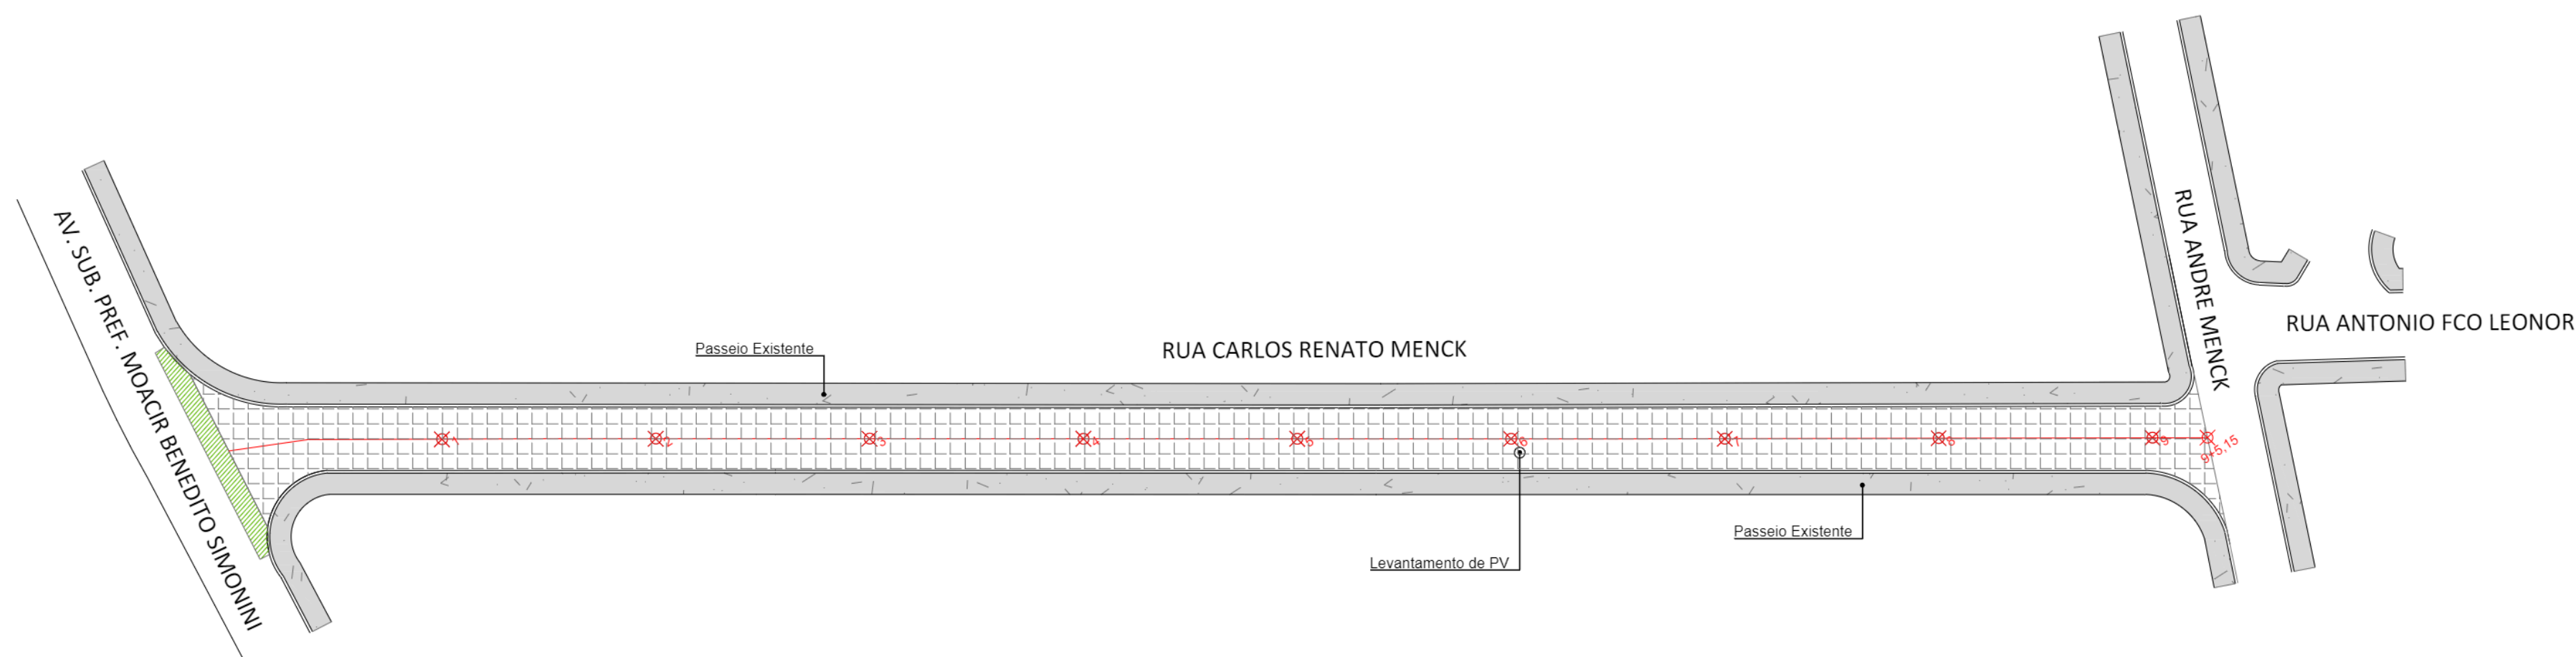 AV. SUB. PREF. MOACIR BENEDITO SIMONINI
Passeio Existente
RUA CARLOS RENATO MENCK
RUA ANDRE MENCK
RUA ANTONIO FCO LEONOR
1
2
3
4
5
6
7
8
9
9+5,15
Passeio Existente
Levantamento de PV